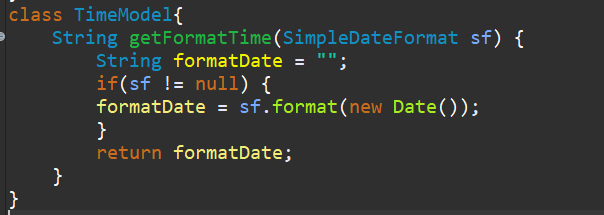 class TimeModel{
    String getFormatTime(SimpleDateFormat sf) {
        String formatDate = "";
        if(sf != null) {
        formatDate = sf.format(new Date());
        }
        return formatDate;
    }
}